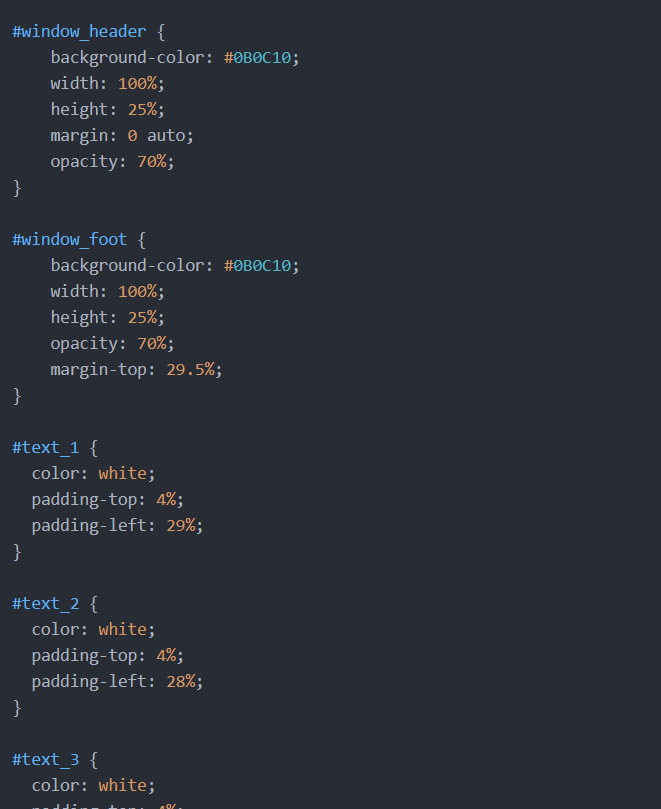 #window_header {
    background-color: #0B0C10;
    width: 100%;
    height: 25%;
    margin: 0 auto;
    opacity: 70%;
}

#window_foot {
    background-color: #0B0C10;
    width: 100%;
    height: 25%;
    opacity: 70%;
    margin-top: 29.5%;
}

#text_1 {
  color: white;
  padding-top: 4%;
  padding-left: 29%;
}

#text_2 {
  color: white;
  padding-top: 4%;
  padding-left: 28%;
}

#text_3 {
  color: white;